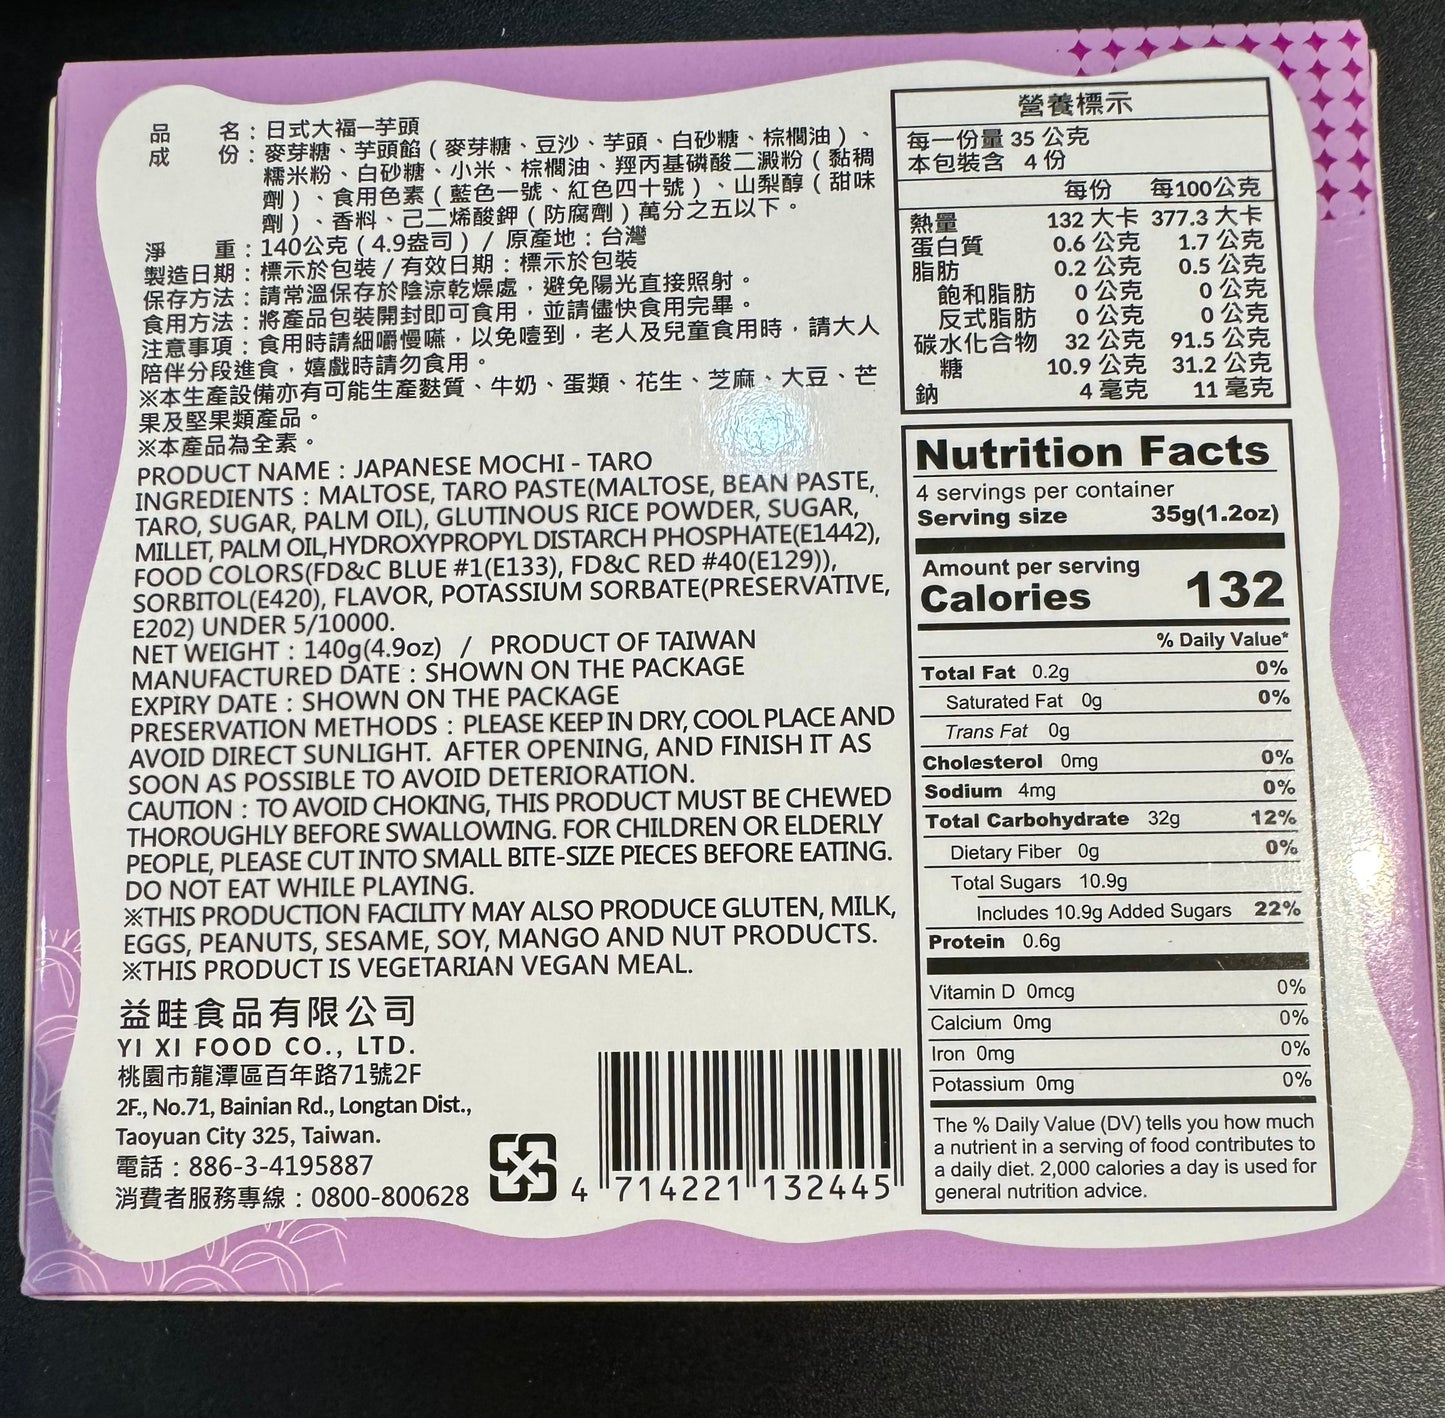 品　　名：日式大福—芋頭
成　　份：麥芽糖、芋頭餡（麥芽糖、豆沙、芋頭、白砂糖、棕櫚油）、
糯米粉、白砂糖、小米、棕櫚油、羥丙基磷酸二澱粉（黏稠
劑）、食用色素（藍色一號、紅色四十號）、山梨醇（甜味
劑）、香料、己二烯酸鉀（防腐劑）萬分之五以下。
淨　　重：140公克（4.9盎司）/ 原產地：台灣
製造日期：標示於包裝 / 有效日期：標示於包裝
保存方法：請常溫保存於陰涼乾燥處，避免陽光直接照射。
食用方法：將產品包裝開封即可食用，並請儘快食用完畢。
注意事項：食用時請細嚼慢嚥，以免噎到，老人及兒童食用時，請大人
陪伴分段進食，嬉戲時請勿食用。
※本生產設備亦有可能生產麩質、牛奶、蛋類、花生、芝麻、大豆、芒
果及堅果類產品。
※本產品為全素。
PRODUCT NAME : JAPANESE MOCHI - TARO
INGREDIENTS : MALTOSE, TARO PASTE(MALTOSE, BEAN PASTE,
TARO, SUGAR, PALM OIL), GLUTINOUS RICE POWDER, SUGAR,
MILLET, PALM OIL,HYDROXYPROPYL DISTARCH PHOSPHATE(E1442),
FOOD COLORS(FD&C BLUE #1(E133), FD&C RED #40(E129)),
SORBITOL(E420), FLAVOR, POTASSIUM SORBATE(PRESERVATIVE,
E202) UNDER 5/10000.
NET WEIGHT : 140g(4.9oz) / PRODUCT OF TAIWAN
MANUFACTURED DATE : SHOWN ON THE PACKAGE
EXPIRY DATE : SHOWN ON THE PACKAGE
PRESERVATION METHODS : PLEASE KEEP IN DRY, COOL PLACE AND
AVOID DIRECT SUNLIGHT. AFTER OPENING, AND FINISH IT AS
SOON AS POSSIBLE TO AVOID DETERIORATION.
CAUTION : TO AVOID CHOKING, THIS PRODUCT MUST BE CHEWED
THOROUGHLY BEFORE SWALLOWING. FOR CHILDREN OR ELDERLY
PEOPLE, PLEASE CUT INTO SMALL BITE-SIZE PIECES BEFORE EATING.
DO NOT EAT WHILE PLAYING.
※THIS PRODUCTION FACILITY MAY ALSO PRODUCE GLUTEN, MILK,
EGGS, PEANUTS, SESAME, SOY, MANGO AND NUT PRODUCTS.
※THIS PRODUCT IS VEGETARIAN VEGAN MEAL.
益畦食品有限公司
YI XI FOOD CO., LTD.
桃園市龍潭區百年路71號2F
2F., No.71, Bainian Rd., Longtan Dist.,
Taoyuan City 325, Taiwan.
電話：886-3-4195887
消費者服務專線：0800-800628
4 714221 132445
營養標示
每一份量 35 公克
本包裝含 4 份
每份 每100公克
熱量 132 大卡 377.3 大卡
蛋白質 0.6 公克 1.7 公克
脂肪 0.2 公克 0.5 公克
飽和脂肪 0 公克 0 公克
反式脂肪 0 公克 0 公克
碳水化合物 32 公克 91.5 公克
糖 10.9 公克 31.2 公克
鈉 4 毫克 11 毫克
Nutrition Facts
4 servings per container
Serving size 35g(1.2oz)
Amount per serving
Calories 132
% Daily Value*
Total Fat 0.2g 0%
Saturated Fat 0g 0%
Trans Fat 0g
Cholesterol 0mg 0%
Sodium 4mg 0%
Total Carbohydrate 32g 12%
Dietary Fiber 0g 0%
Total Sugars 10.9g
Includes 10.9g Added Sugars 22%
Protein 0.6g
Vitamin D 0mcg 0%
Calcium 0mg 0%
Iron 0mg 0%
Potassium 0mg 0%
The % Daily Value (DV) tells you how much
a nutrient in a serving of food contributes to
a daily diet. 2,000 calories a day is used for
general nutrition advice.